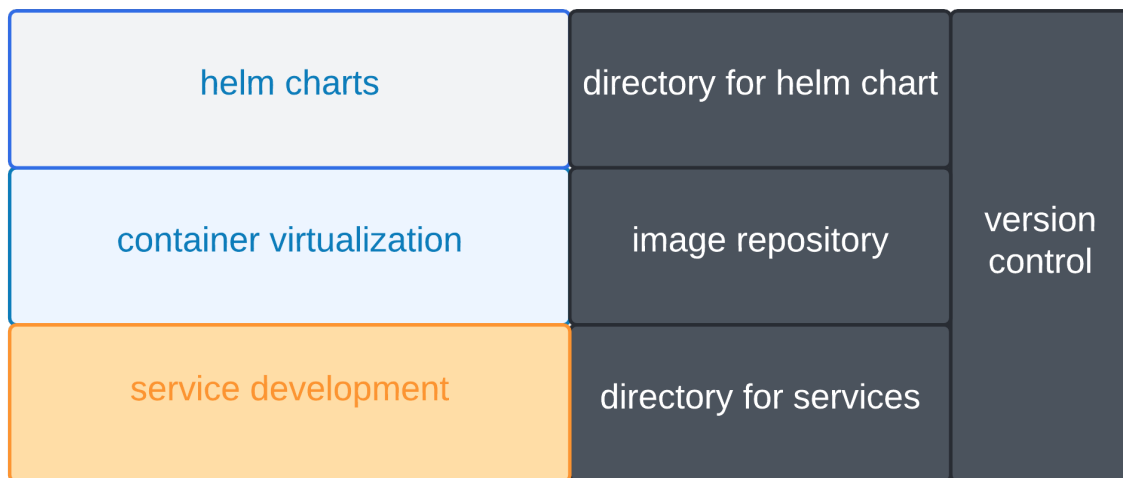 helm charts
directory for helm chart
container virtualization
image repository
version
control
service development
directory for services